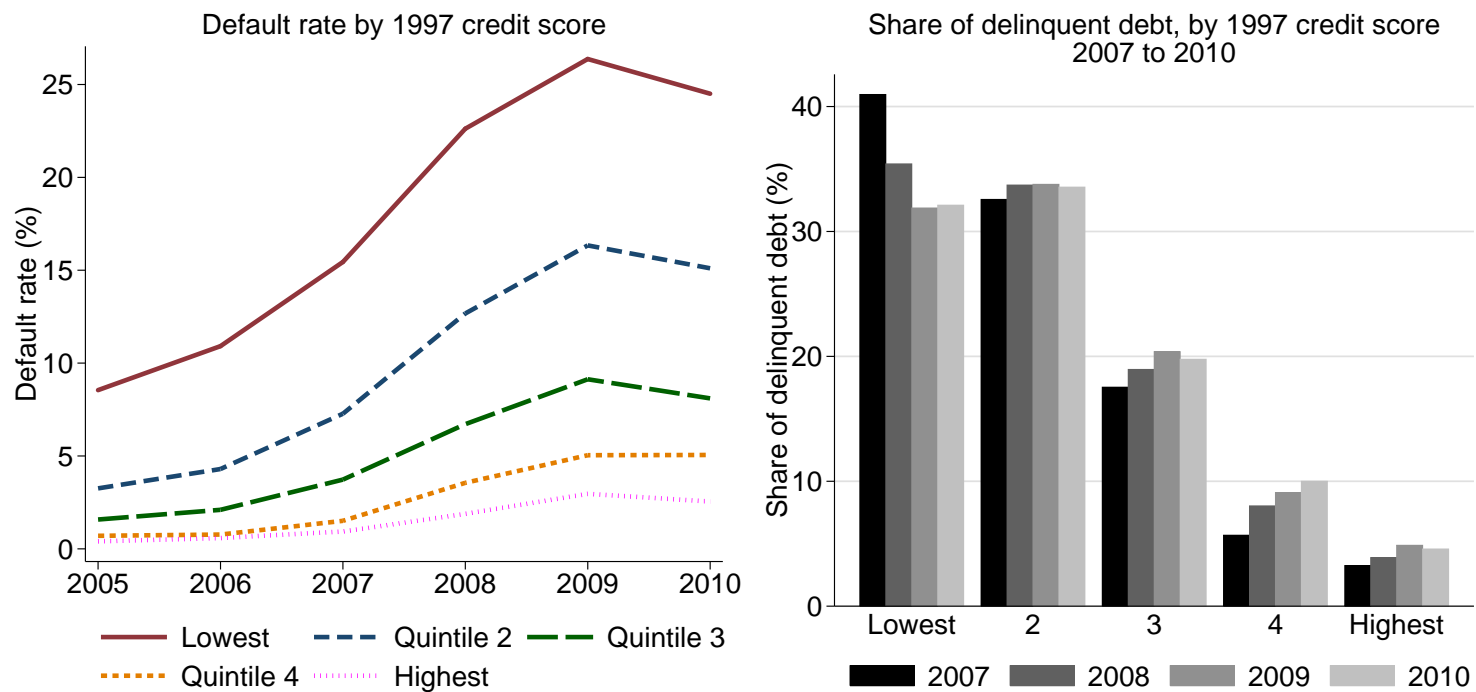 Default rate by 1997 credit score
Default rate (%)
25
20
15
10
5
0
2005 2006 2007 2008 2009 2010
Lowest Quintile 2 Quintile 3
Quintile 4 Highest
Share of delinquent debt, by 1997 credit score
2007 to 2010
Share of delinquent debt (%)
40
30
20
10
0
Lowest 2 3 4 Highest
2007 2008 2009 2010